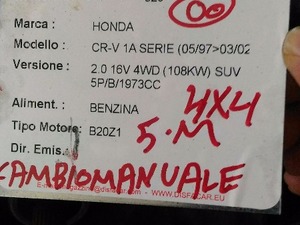 Marca : HONDA
Modello : CR-V 1A SERIE (05/97>03/02
Versione : 2.0 16V 4WD (108KW) SUV
5P/B/1973CC
Aliment. : BENZINA 4X4
Tipo Motore: B20Z1 5.M
Dir. Emis.
CAMBIOMANUALE
WWW.DISFACAR.EU